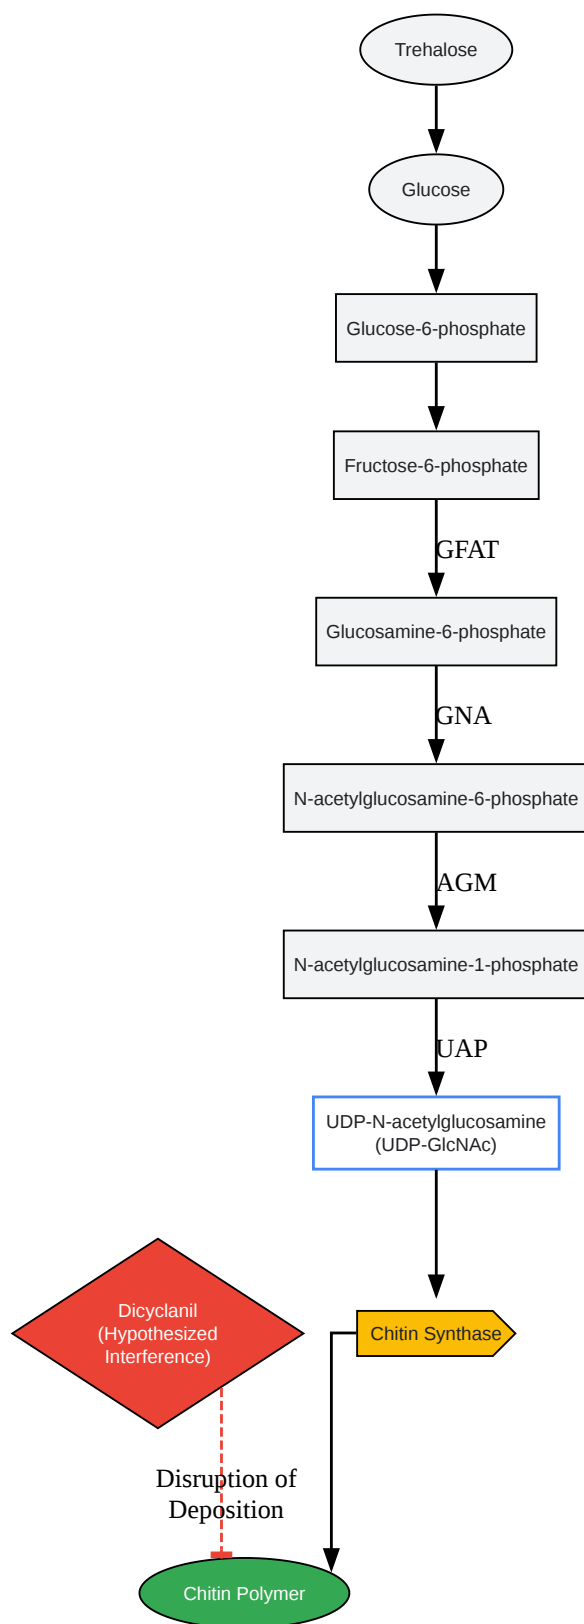 Trehalose
Glucose
Glucose-6-phosphate
Fructose-6-phosphate
GFAT
Glucosamine-6-phosphate
GNA
N-acetylglucosamine-6-phosphate
AGM
N-acetylglucosamine-1-phosphate
UAP
UDP-N-acetylglucosamine
(UDP-GlcNAc)
Dicyclanil
(Hypothesized
Interference)
Chitin Synthase
Disruption of
Deposition
Chitin Polymer